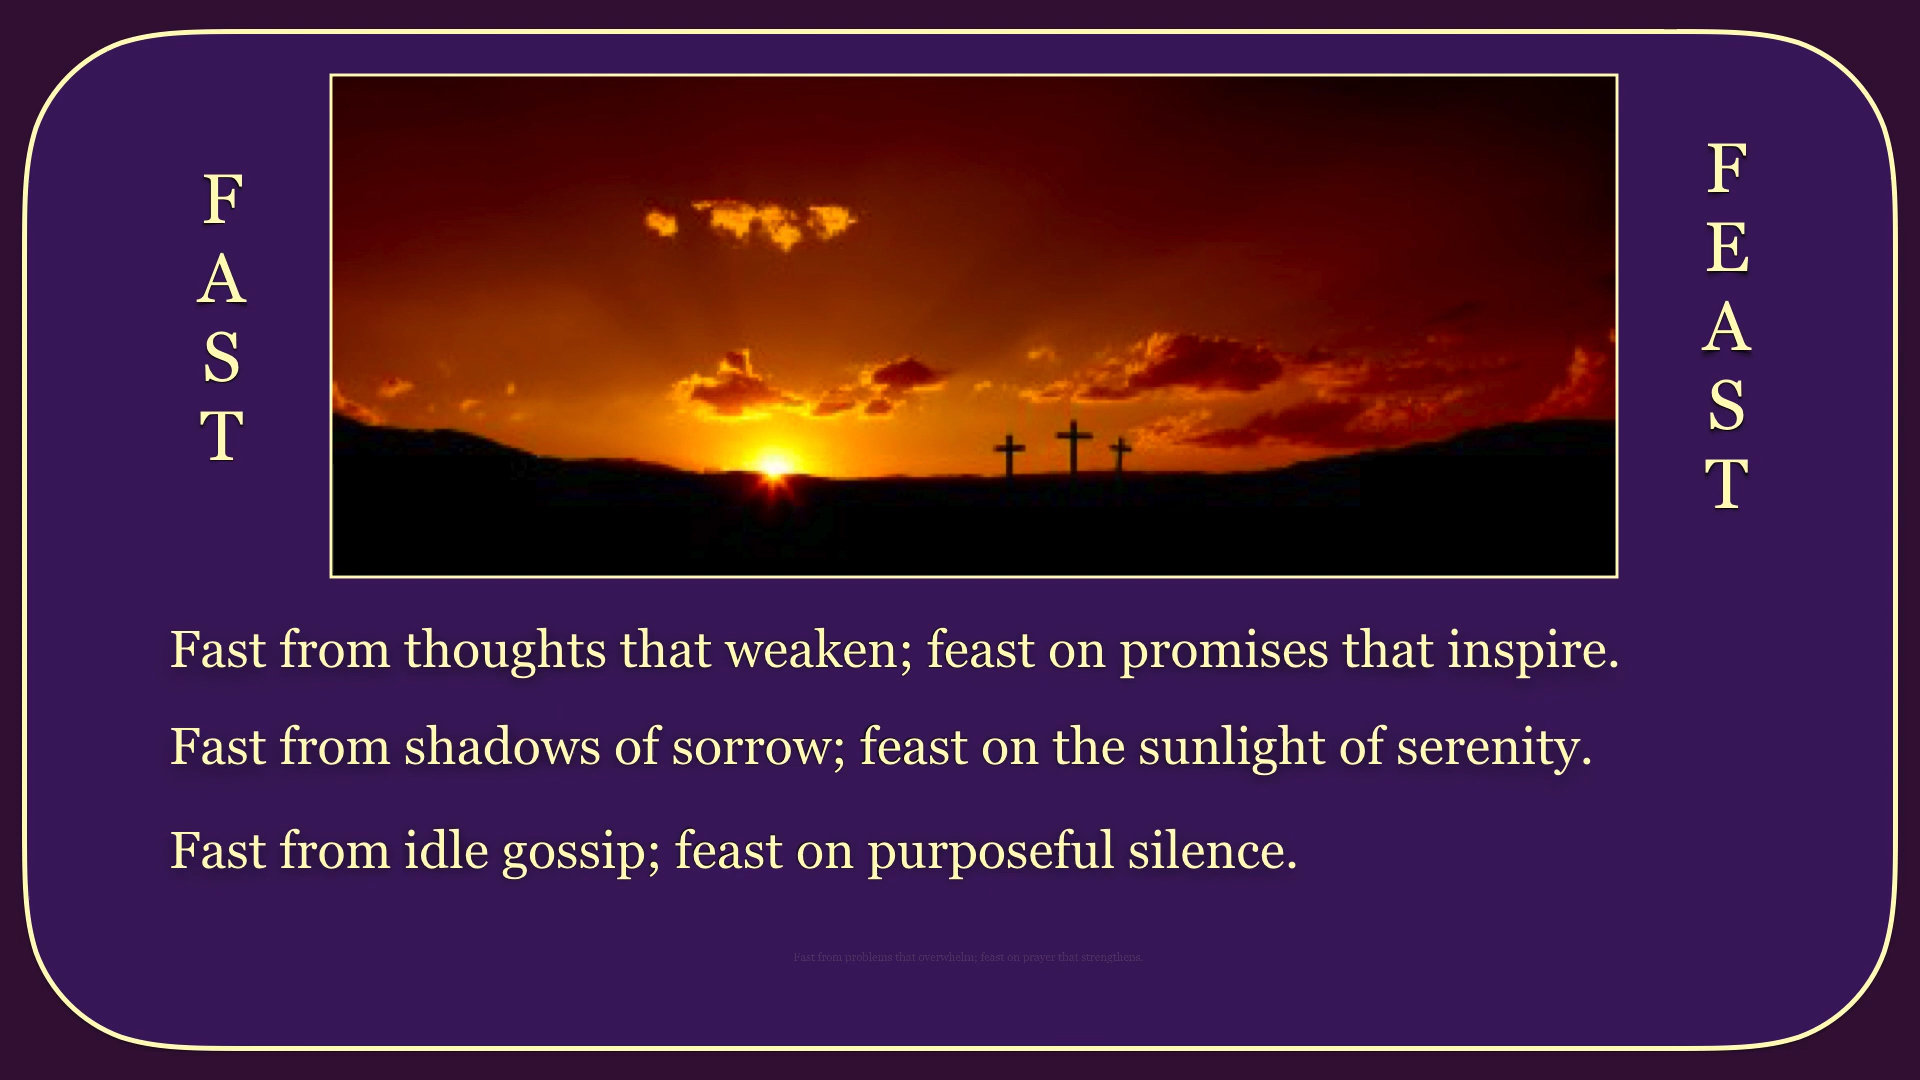 FAST
FEAST
Fast from thoughts that weaken; feast on promises that inspire.
Fast from shadows of sorrow; feast on the sunlight of serenity.
Fast from idle gossip; feast on purposeful silence.
Fast from problems that overwhelm; feast on prayer that strengthens.